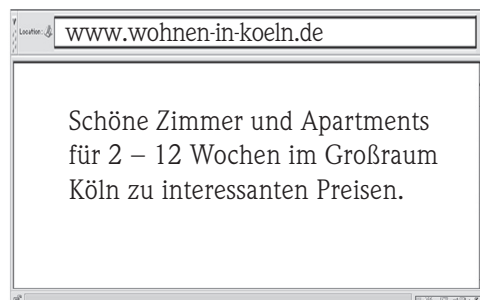 Location:
www.wohnen-in-koeln.de
Schöne Zimmer und Apartments
für 2 – 12 Wochen im Großraum
Köln zu interessanten Preisen.